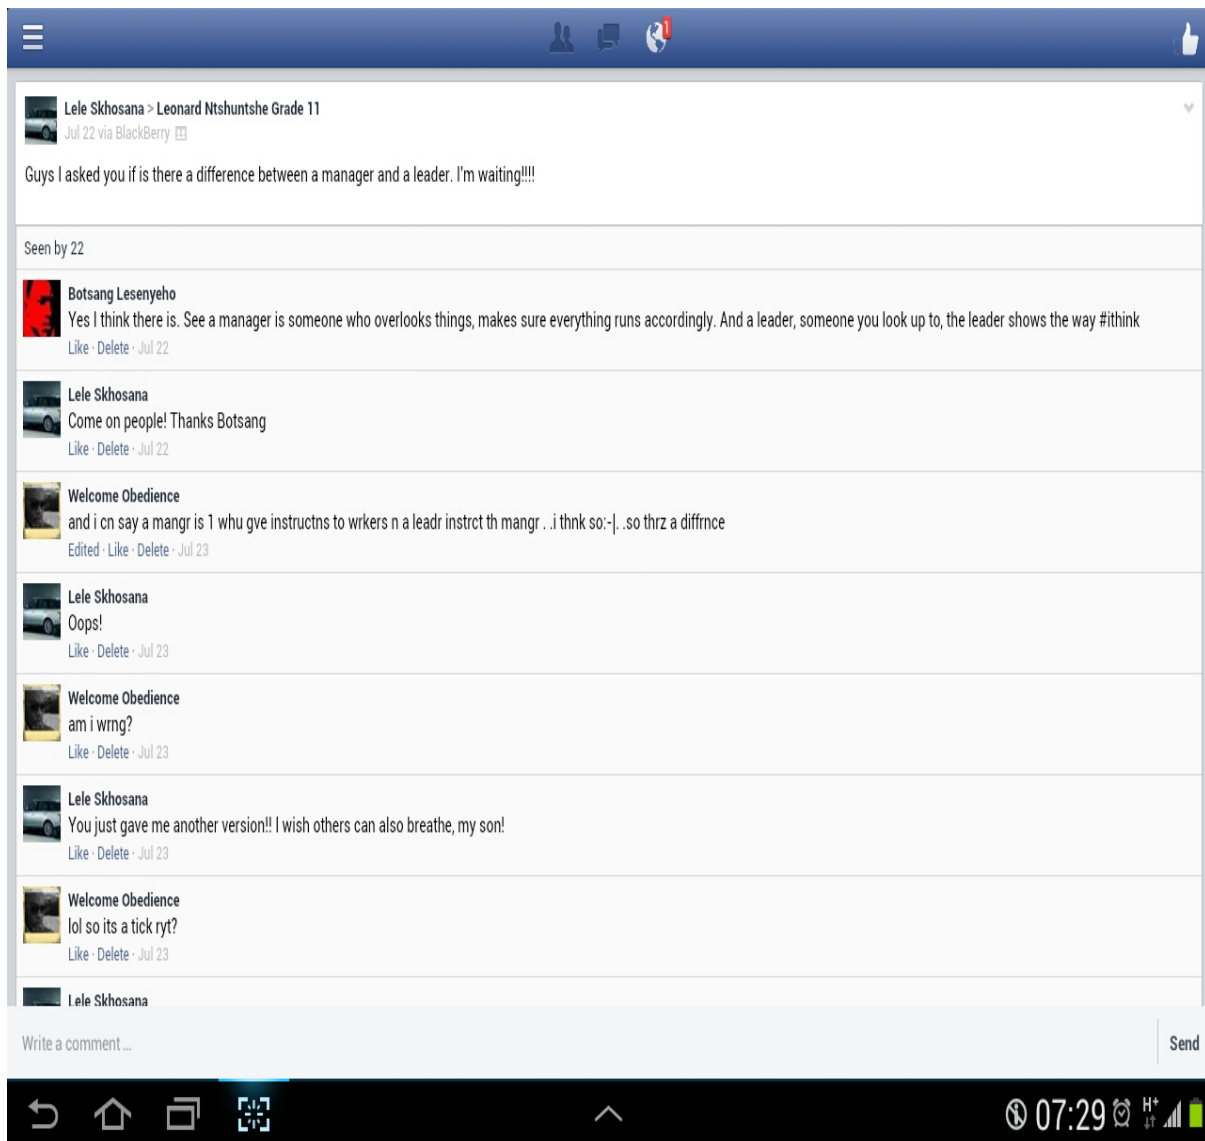 1
Lele Skhosana > Leonard Ntshuntshe Grade 11
Jul 22 via BlackBerry
Guys I asked you if is there a difference between a manager and a leader. I'm waiting!!!!
Seen by 22
Botsang Lesenyeho
Yes I think there is. See a manager is someone who overlooks things, makes sure everything runs accordingly. And a leader, someone you look up to, the leader shows the way #ithink
Like · Delete · Jul 22
Lele Skhosana
Come on people! Thanks Botsang
Like · Delete · Jul 22
Welcome Obedience
and i cn say a mangr is 1 whu gve instructns to wrkers n a leadr instrct th mangr . .i thnk so:-|. .so thrz a diffrnce
Edited · Like · Delete · Jul 23
Lele Skhosana
Oops!
Like · Delete · Jul 23
Welcome Obedience
am i wrng?
Like · Delete · Jul 23
Lele Skhosana
You just gave me another version!! I wish others can also breathe, my son!
Like · Delete · Jul 23
Welcome Obedience
lol so its a tick ryt?
Like · Delete · Jul 23
Lele Skhosana
Write a comment ...
Send
07:29 H+